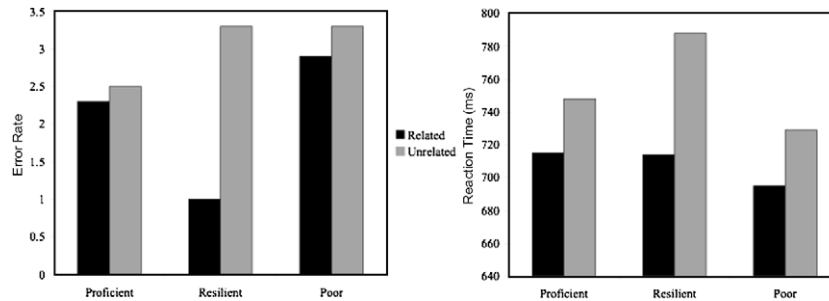 3.5
3
2.5
2
1.5
1
0.5
0
Error Rate
Proficient Resilient Poor
Related
Unrelated
800
780
760
740
720
700
680
660
640
Reaction Time (ms)
Proficient Resilient Poor